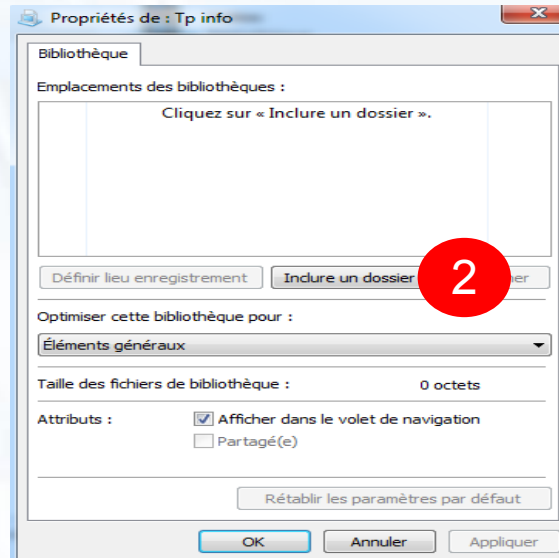 Propriétés de : Tp info
Bibliothèque
Emplacements des bibliothèques :
Cliquez sur « Inclure un dossier ».
Définir lieu enregistrement Inclure un dossier 2
Optimiser cette bibliothèque pour :
Éléments généraux
Taille des fichiers de bibliothèque : 0 octets
Attributs : Afficher dans le volet de navigation
Partagé(e)
Rétablir les paramètres par défaut
OK Annuler Appliquer